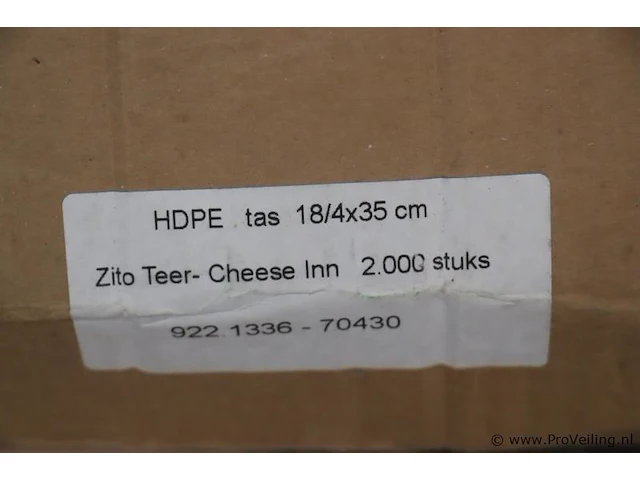 HDPE tas 18/4x35 cm
Zito Teer- Cheese Inn 2.000 stuks
922.1336 - 70430
© www.ProVeiling.nl